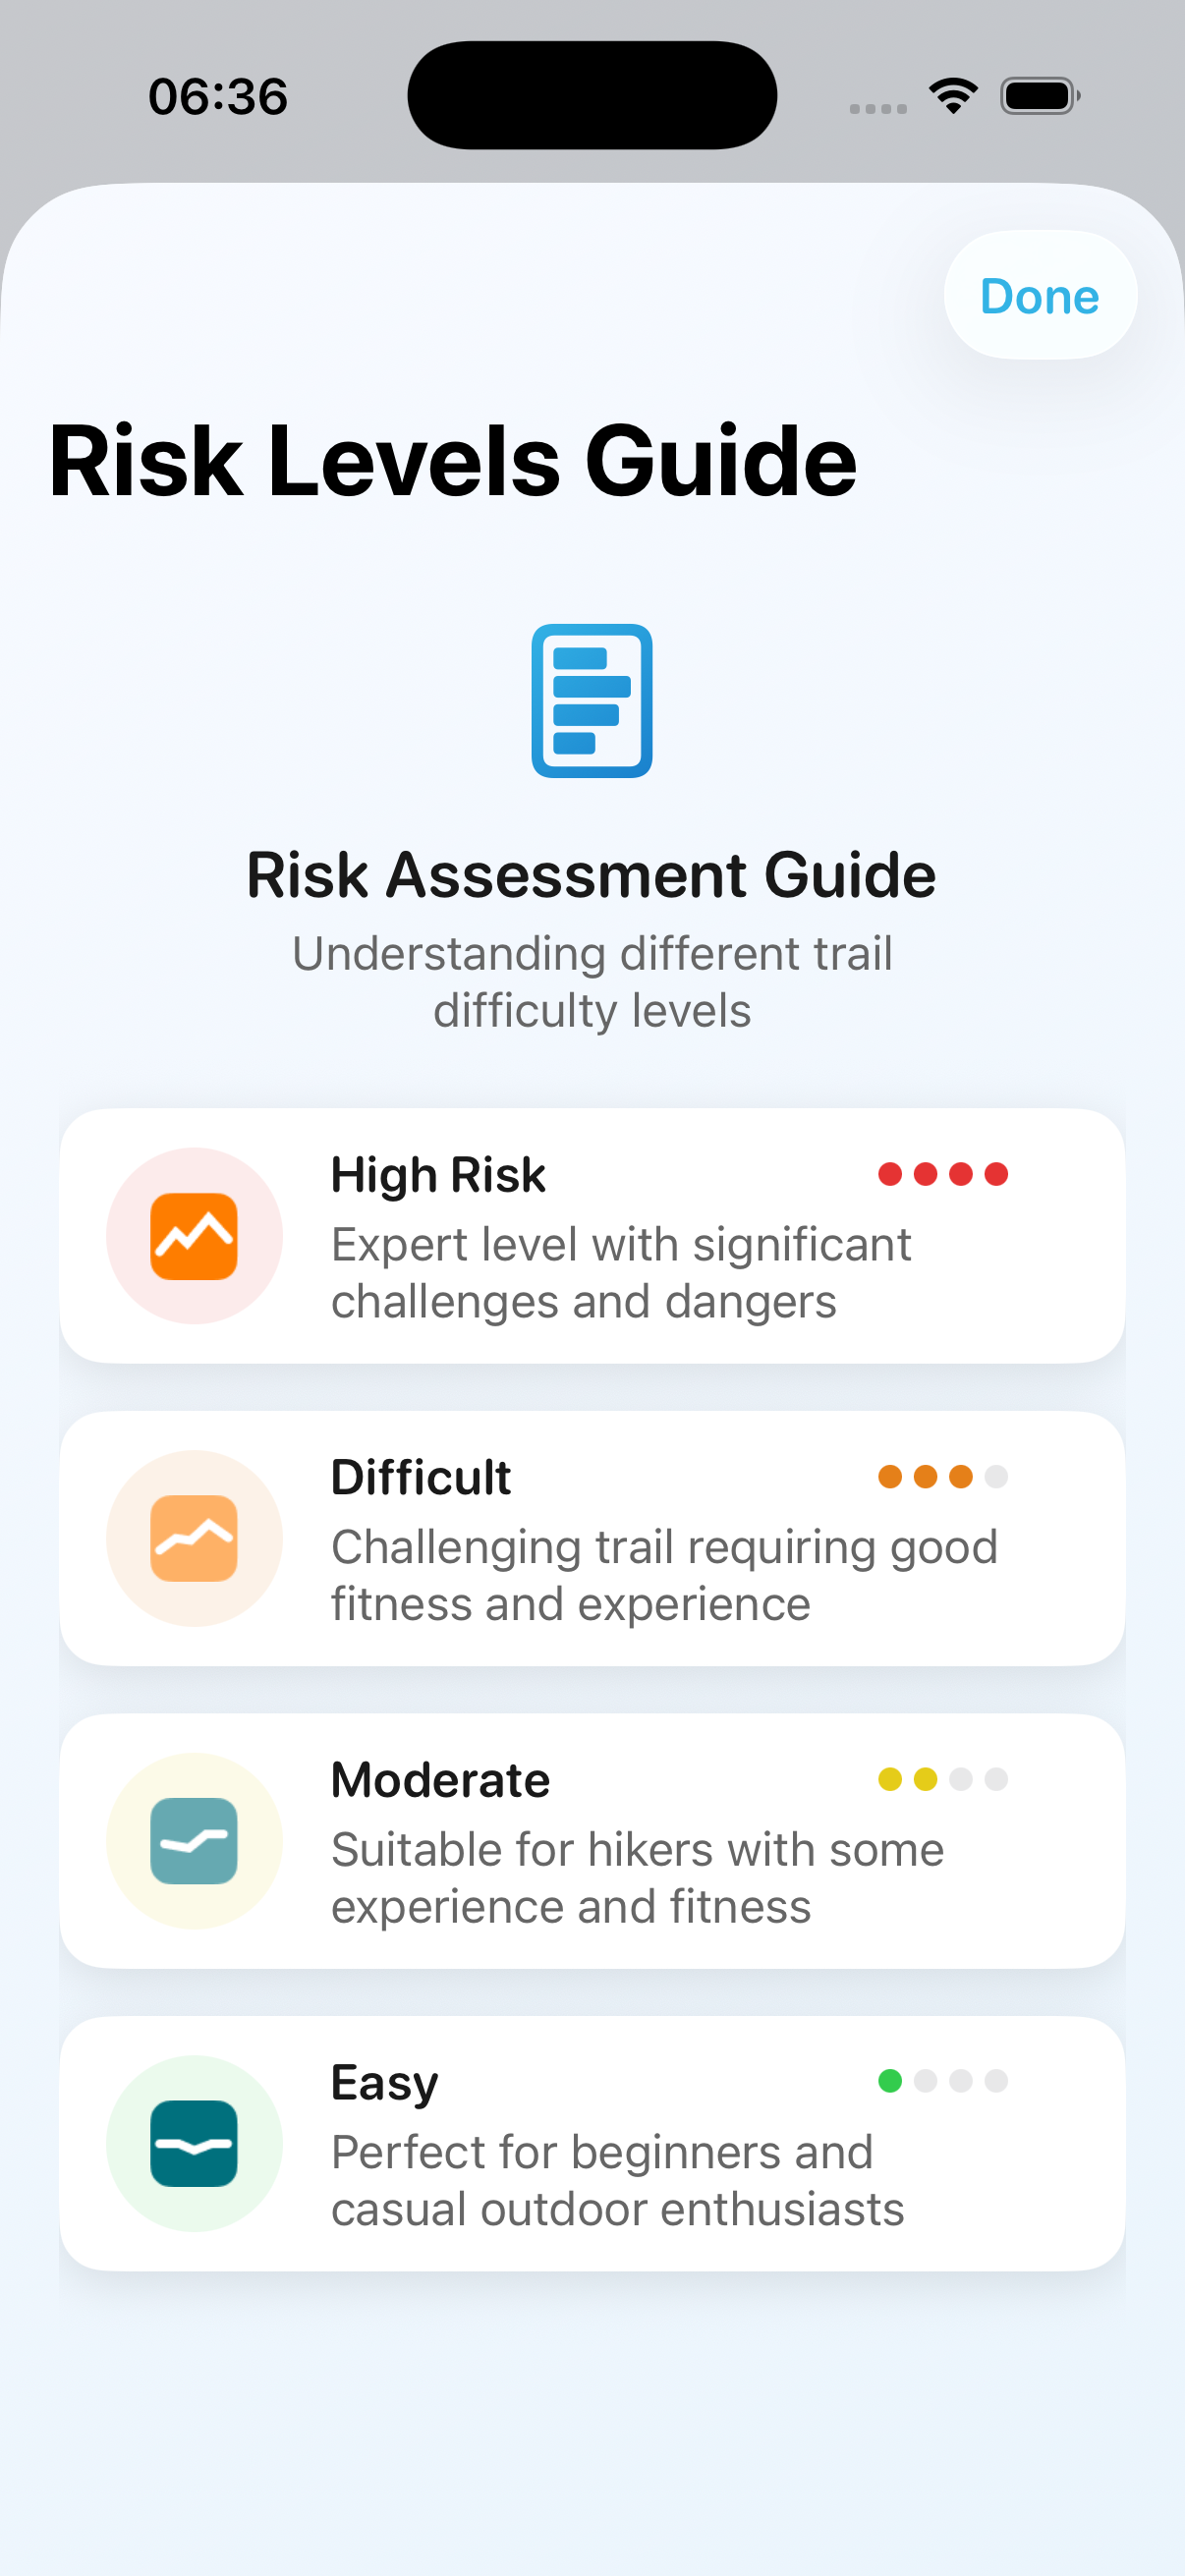 06:36
Done
Risk Levels Guide
Risk Assessment Guide
Understanding different trail
difficulty levels
High Risk
Expert level with significant
challenges and dangers
Difficult
Challenging trail requiring good
fitness and experience
Moderate
Suitable for hikers with some
experience and fitness
Easy
Perfect for beginners and
casual outdoor enthusiasts